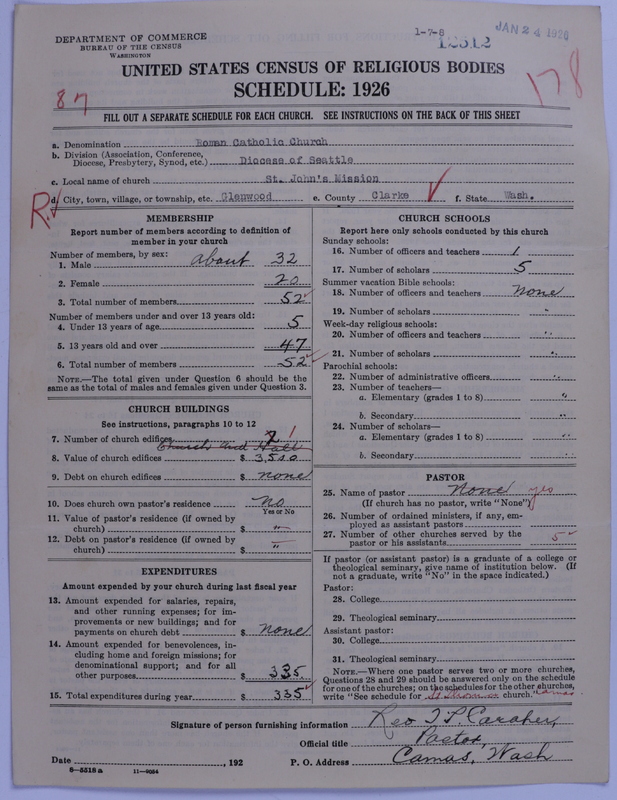 DEPARTMENT OF COMMERCE
BUREAU OF THE CENSUS
WASHINGTON
1-7-8
12312
JAN 24 1926
UNITED STATES CENSUS OF RELIGIOUS BODIES
SCHEDULE: 1926
87
178
FILL OUT A SEPARATE SCHEDULE FOR EACH CHURCH. SEE INSTRUCTIONS ON THE BACK OF THIS SHEET
a. Denomination Roman Catholic Church
b. Division (Association, Conference,
Diocese, Presbytery, Synod, etc.) Diocese of Seattle
c. Local name of church St. John's Mission
R. d. City, town, village, or township, etc. Glenwood e. County Clarke f. State Wash.
MEMBERSHIP
Report number of members according to definition of
member in your church
Number of members, by sex:
1. Male about 32
2. Female 20
3. Total number of members 52
Number of members under and over 13 years old:
4. Under 13 years of age 5
5. 13 years old and over 47
6. Total number of members 52
NOTE.—The total given under Question 6 should be the
same as the total of males and females given under Question 3.
CHURCH BUILDINGS
See instructions, paragraphs 10 to 12
7. Number of church edifices 2 1
Church and Hall
8. Value of church edifices $ 3500
9. Debt on church edifices $ none
10. Does church own pastor's residence no
Yes or No
11. Value of pastor's residence (if owned by
church) $ "
12. Debt on pastor's residence (if owned by
church) $ "
EXPENDITURES
Amount expended by your church during last fiscal year
13. Amount expended for salaries, repairs,
and other running expenses; for im-
provements or new buildings; and for
payments on church debt $ none
14. Amount expended for benevolences, in-
cluding home and foreign missions; for
denominational support; and for all
other purposes $ 335
15. Total expenditures during year $ 335
CHURCH SCHOOLS
Report here only schools conducted by this church
Sunday schools:
16. Number of officers and teachers 1
17. Number of scholars 5
Summer vacation Bible schools:
18. Number of officers and teachers none
19. Number of scholars "
Week-day religious schools:
20. Number of officers and teachers "
21. Number of scholars "
Parochial schools:
22. Number of administrative officers "
23. Number of teachers—
a. Elementary (grades 1 to 8) "
b. Secondary "
24. Number of scholars—
a. Elementary (grades 1 to 8) "
b. Secondary "
PASTOR
25. Name of pastor None yes
(If church has no pastor, write "None")
26. Number of ordained ministers, if any, em-
ployed as assistant pastors
27. Number of other churches served by the
pastor or his assistants 5
If pastor (or assistant pastor) is a graduate of a college or
theological seminary, give name of institution below. (If
not a graduate, write "No" in the space indicated.)
Pastor:
28. College
29. Theological seminary
Assistant pastor:
30. College
31. Theological seminary
NOTE.—Where one pastor serves two or more churches,
Questions 28 and 29 should be answered only on the schedule
for one of the churches; on the schedules for the other churches,
write "See schedule for St. Thomas church." Camas
Signature of person furnishing information Rev T. P. Caraher,
Official title Pastor,
Date , 192 P. O. Address Camas, Wash
8—5518 a 11—9054